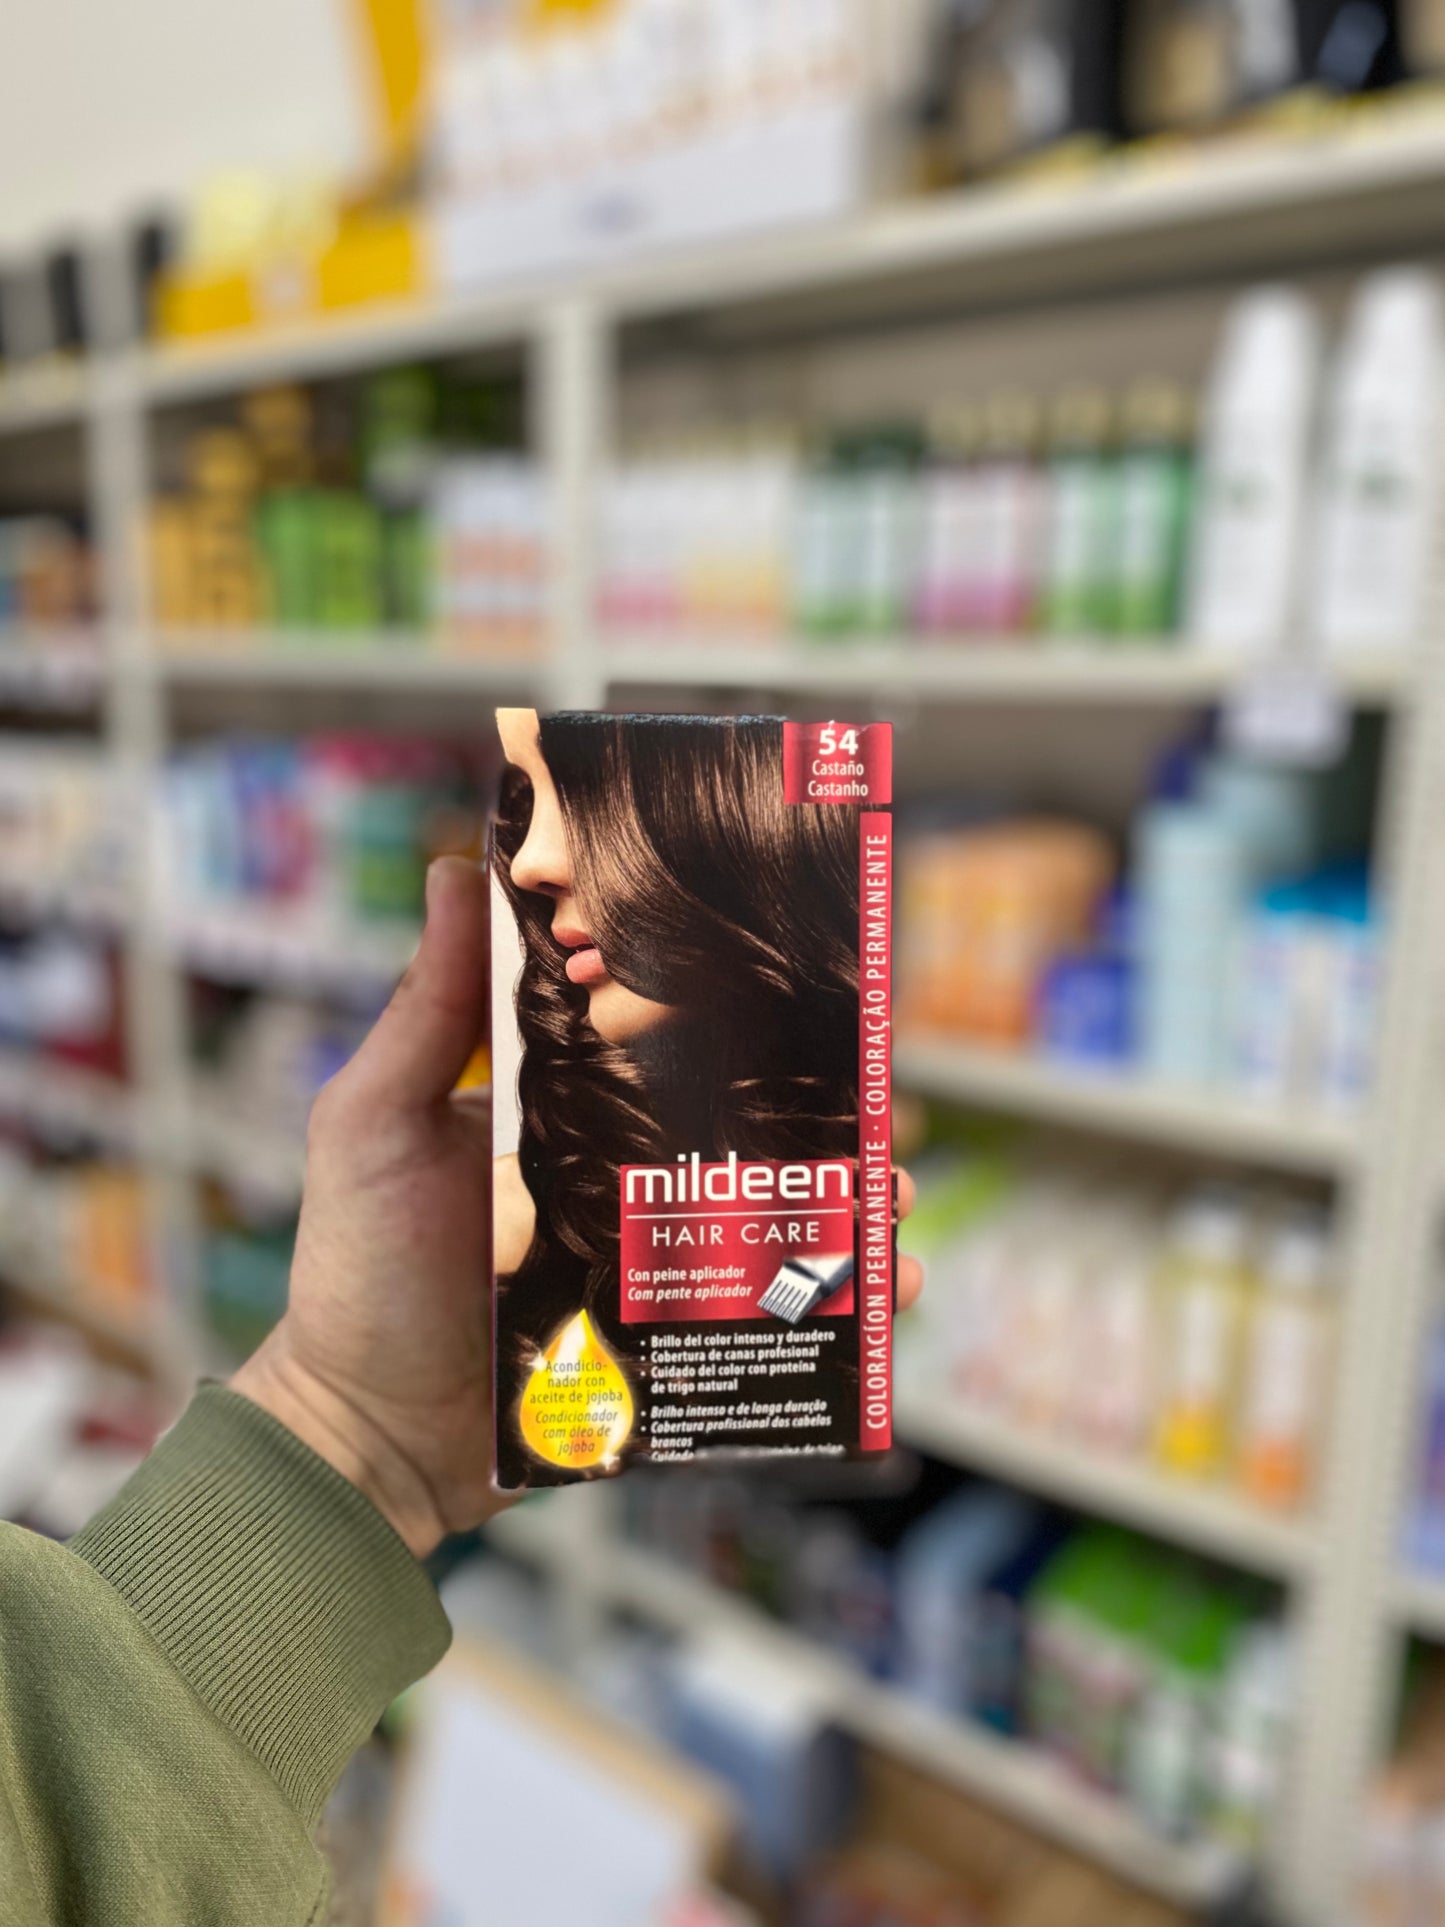 54
Castaño
Castanho
COLORACÍON PERMANENTE · COLORAÇÃO PERMANENTE
mildeen
HAIR CARE
Con peine aplicador
Com pente aplicador
• Brillo del color intenso y duradero
• Cobertura de canas profesional
• Cuidado del color con proteína
de trigo natural
• Brilho intenso e de longa duração
• Cobertura profissional dos cabelos
brancos
Acondicio-
nador con
aceite de jojoba
Condicionador
com óleo de
jojoba